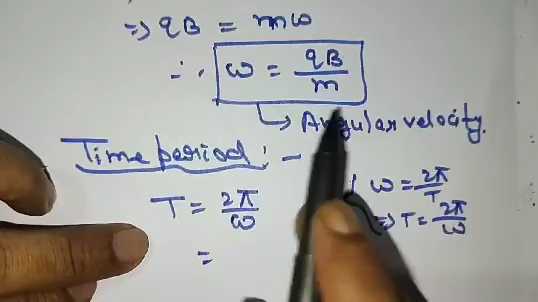 ⇒ qB = mω
∴ ω = qB/m
↳ Angular velocity.
Time period : -
T = 2π/ω
ω = 2π/T
⇒ T = 2π/ω
=